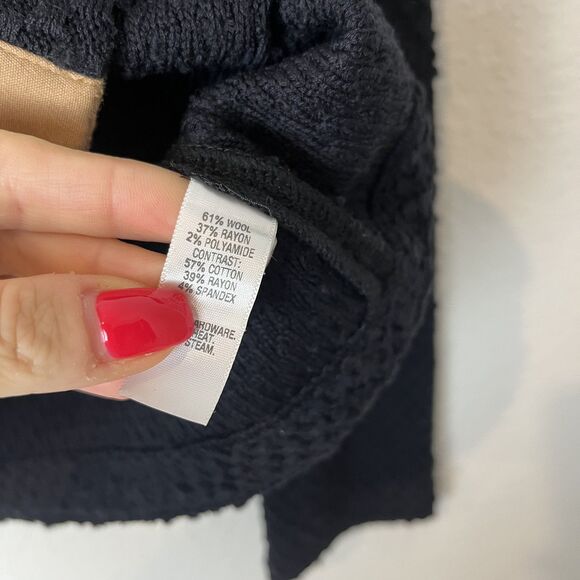 61% WOOL
37% RAYON
2% POLYAMIDE
CONTRAST:
57% COTTON
39% RAYON
4% SPANDEX
STEAM.